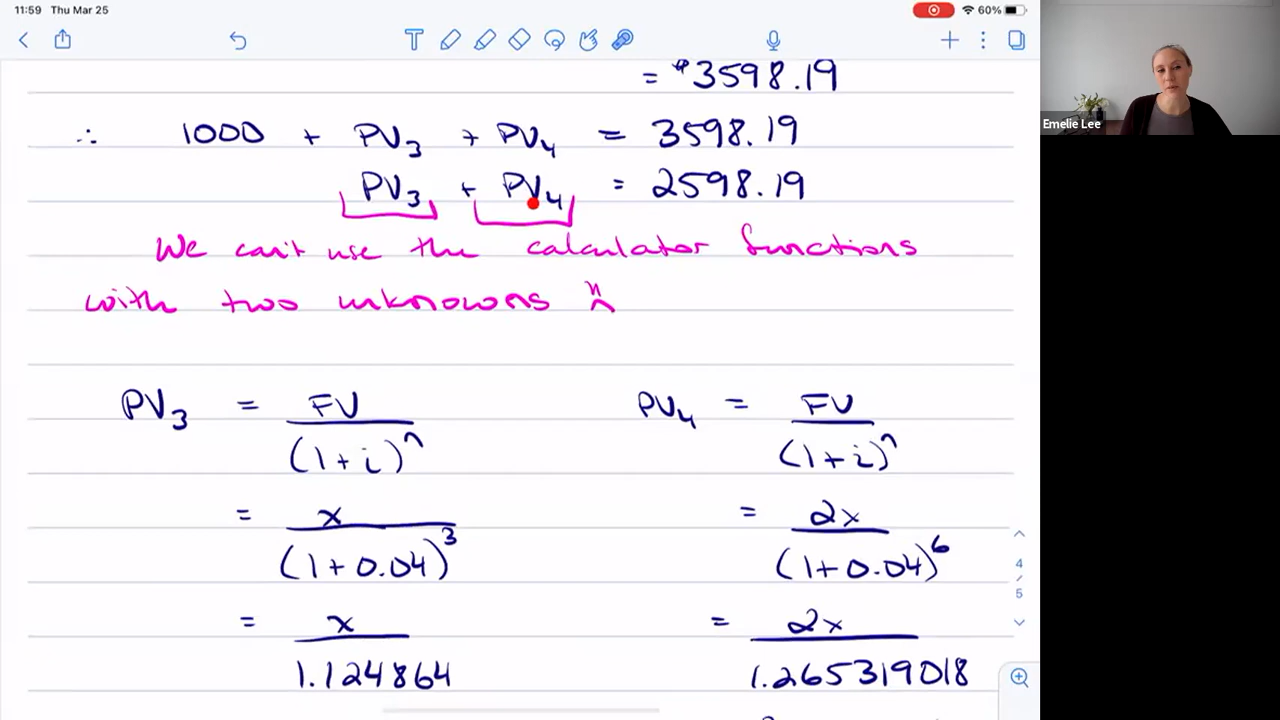 11:59 Thu Mar 25
60%
T
= $3598.19
∴ 1000 + PV₃ + PV₄ = 3598.19
PV₃ + PV₄ = 2598.19
We can't use the calculator functions
with two unknowns
PV₃ = FV / (1+i)ⁿ PV₄ = FV / (1+i)ⁿ
= x / (1+0.04)³ = 2x / (1+0.04)⁶
= x / 1.124864 = 2x / 1.265319018
4/5
Emelie Lee